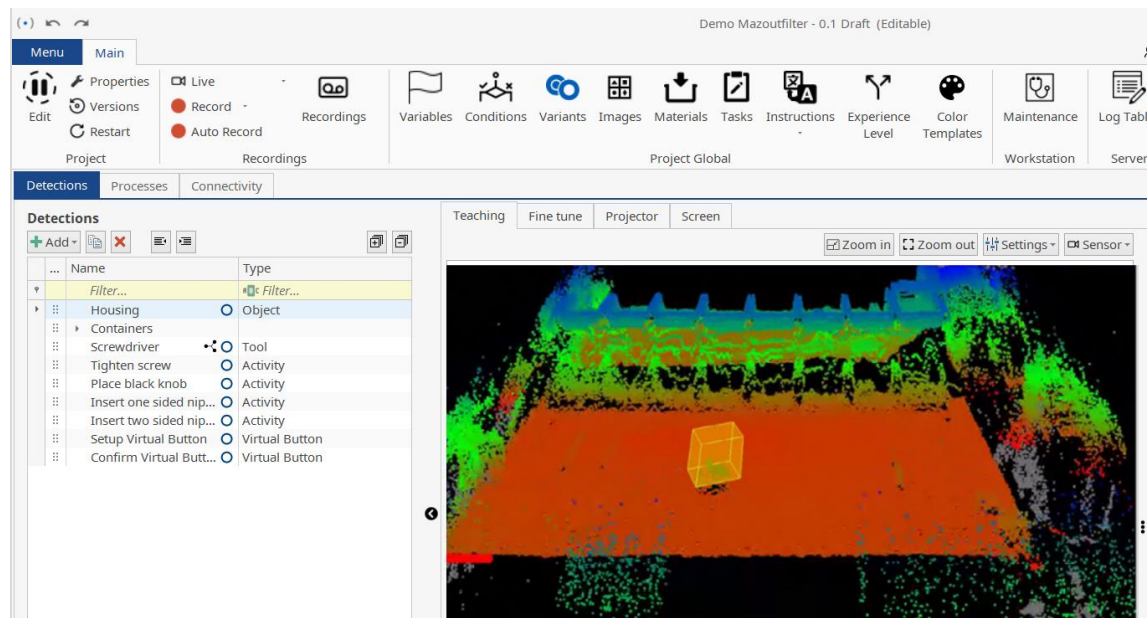 Demo Mazoutfilter - 0.1 Draft (Editable)
Menu Main
Edit
Properties
Versions
Restart
Project
Live
Record
Auto Record
Recordings
Recordings
Variables
Conditions
Variants
Images
Materials
Tasks
Instructions
Experience
Level
Color
Templates
Project Global
Maintenance
Workstation
Log Tabl
Server
Detections Processes Connectivity
Detections
Add
... Name Type
Filter... Filter...
Housing Object
Containers
Screwdriver Tool
Tighten screw Activity
Place black knob Activity
Insert one sided nip... Activity
Insert two sided nip... Activity
Setup Virtual Button Virtual Button
Confirm Virtual Butt... Virtual Button
Teaching Fine tune Projector Screen
Zoom in Zoom out Settings Sensor